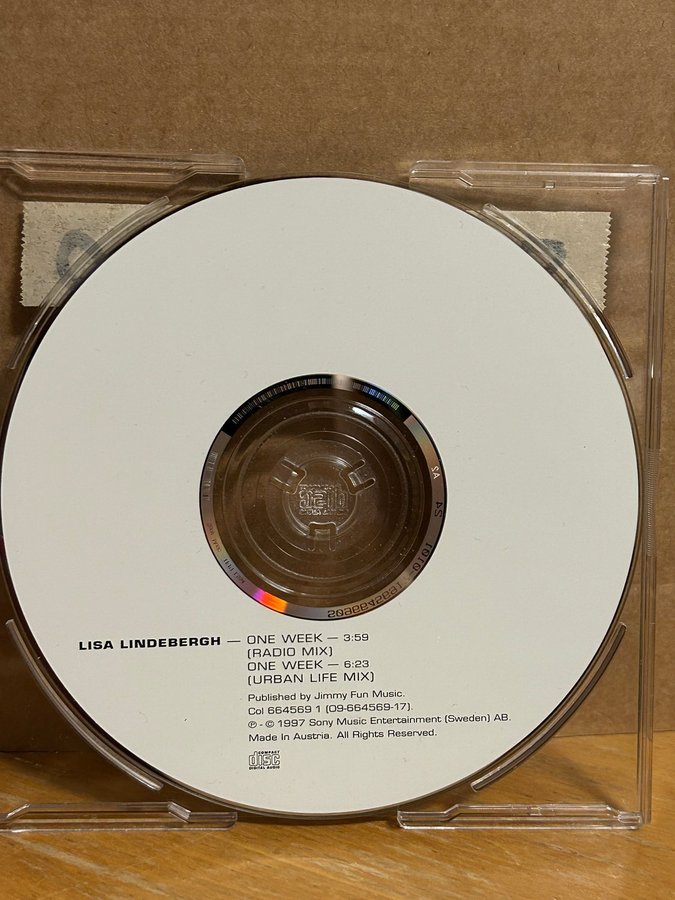 LISA LINDEBERGH — ONE WEEK — 3:59
(RADIO MIX)
ONE WEEK — 6:23
(URBAN LIFE MIX)
Published by Jimmy Fun Music.
Col 664569 1 (09-664569-17).
℗ - © 1997 Sony Music Entertainment (Sweden) AB.
Made In Austria. All Rights Reserved.
COMPACT
disc
DIGITAL AUDIO